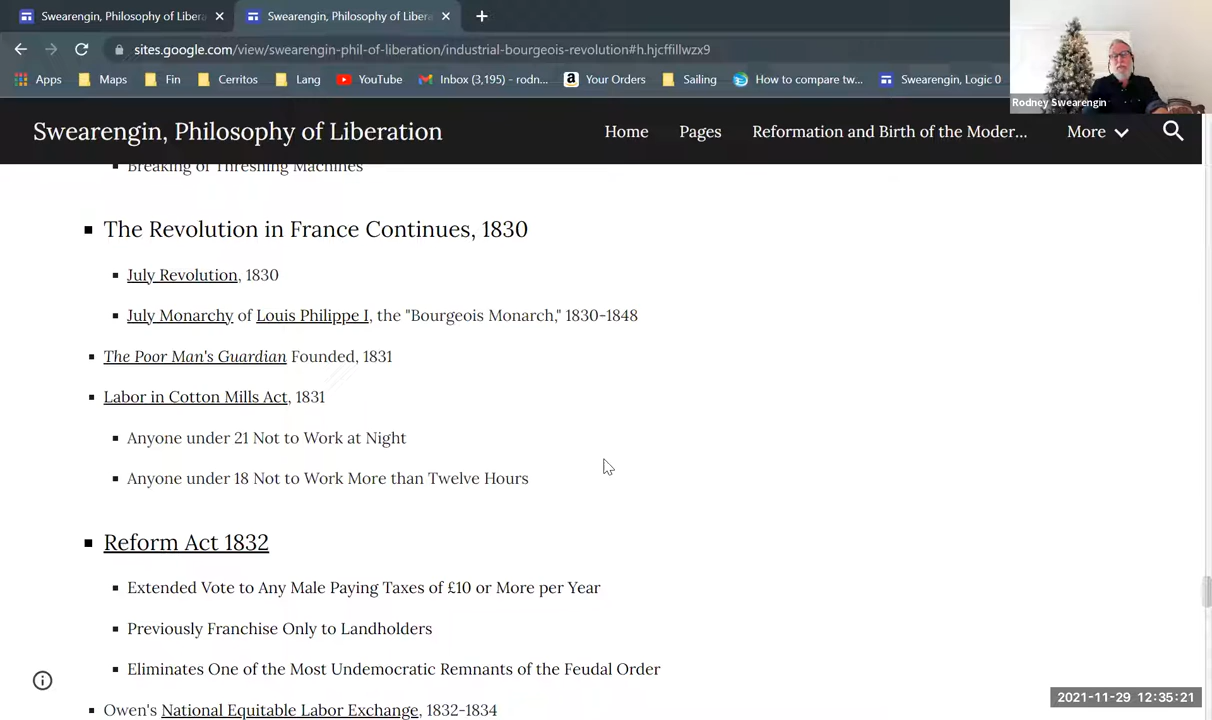 Swearengin, Philosophy of Libera
Swearengin, Philosophy of Libera
sites.google.com/view/swearengin-phil-of-liberation/industrial-bourgeois-revolution#h.hjcffillwzx9
Apps Maps Fin Cerritos Lang YouTube Inbox (3,195) - rodn... Your Orders Sailing How to compare tw... Swearengin, Logic 0
Rodney Swearengin
Swearengin, Philosophy of Liberation Home Pages Reformation and Birth of the Moder... More
Breaking of Threshing Machines
The Revolution in France Continues, 1830
July Revolution, 1830
July Monarchy of Louis Philippe I, the "Bourgeois Monarch," 1830-1848
The Poor Man's Guardian Founded, 1831
Labor in Cotton Mills Act, 1831
Anyone under 21 Not to Work at Night
Anyone under 18 Not to Work More than Twelve Hours
Reform Act 1832
Extended Vote to Any Male Paying Taxes of £10 or More per Year
Previously Franchise Only to Landholders
Eliminates One of the Most Undemocratic Remnants of the Feudal Order
Owen's National Equitable Labor Exchange, 1832-1834
2021-11-29 12:35:21